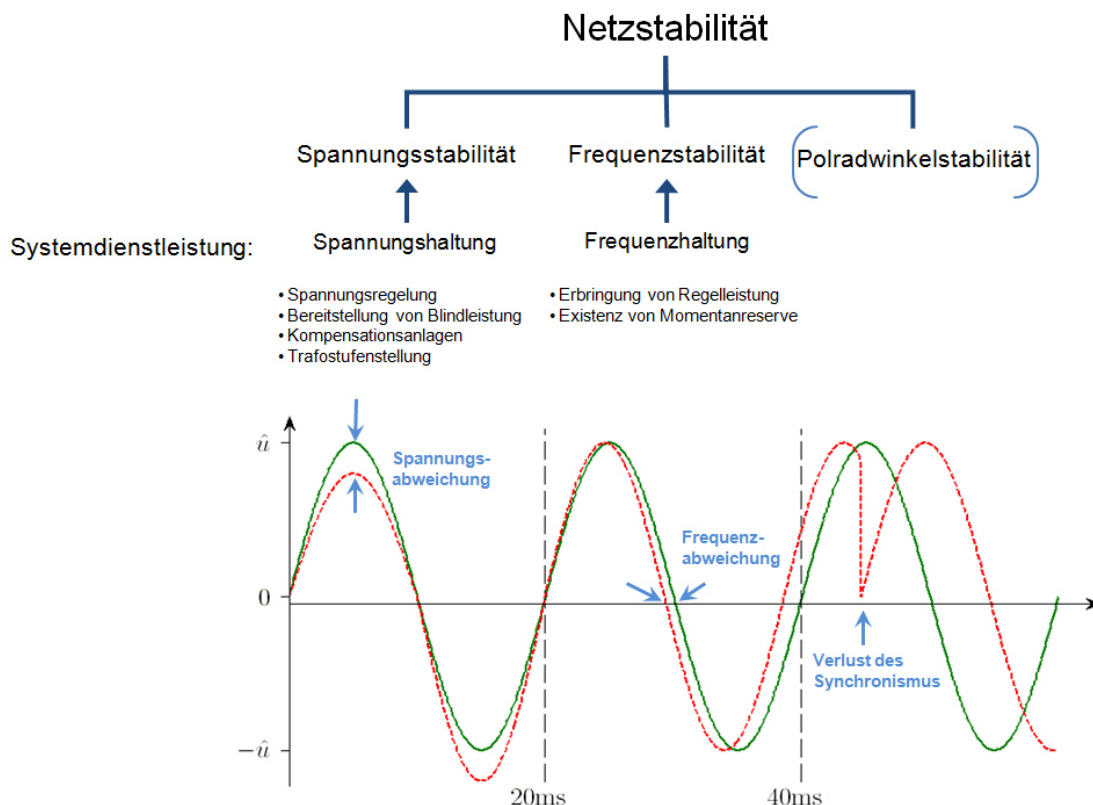 Netzstabilität
Spannungsstabilität
Frequenzstabilität
Polradwinkelstabilität
Systemdienstleistung:
Spannungshaltung
Frequenzhaltung
• Spannungsregelung
• Bereitstellung von Blindleistung
• Kompensationsanlagen
• Trafostufenstellung
• Erbringung von Regelleistung
• Existenz von Momentanreserve
û
Spannungs-
abweichung
Frequenz-
abweichung
0
Verlust des
Synchronismus
−û
20ms
40ms